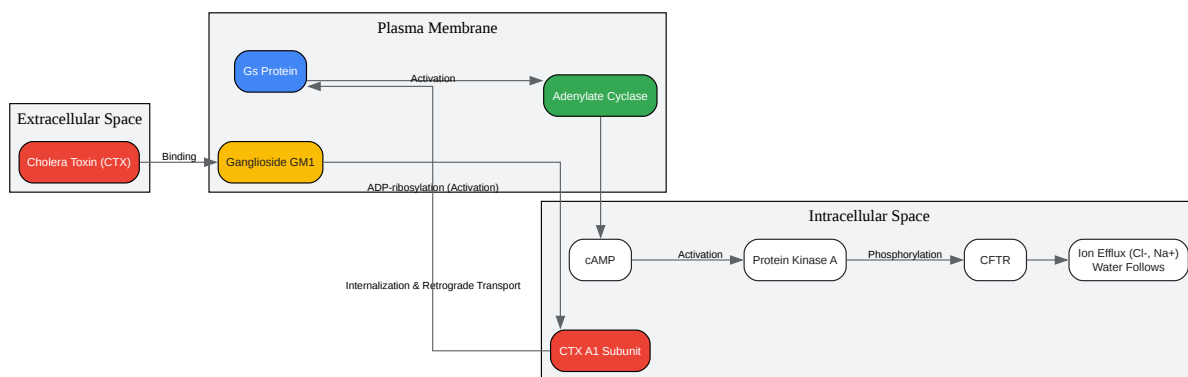 Plasma Membrane
Gs Protein
Activation
Adenylate Cyclase
Extracellular Space
Cholera Toxin (CTX)
Binding
Ganglioside GM1
ADP-ribosylation (Activation)
Intracellular Space
cAMP
Activation
Protein Kinase A
Phosphorylation
CFTR
Ion Efflux (Cl-, Na+)
Water Follows
Internalization & Retrograde Transport
CTX A1 Subunit